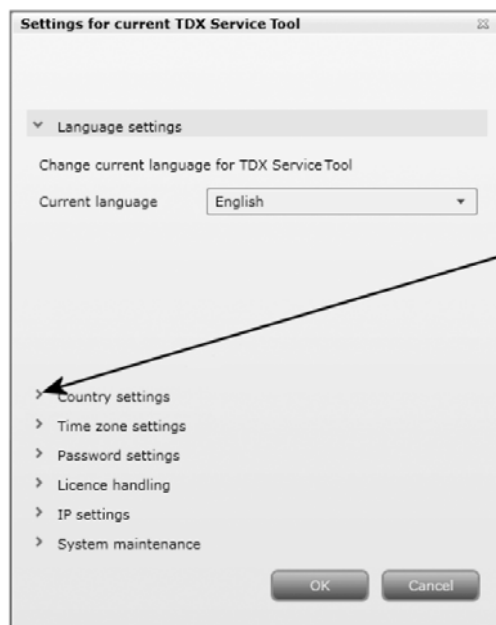 Settings for current TDX Service Tool
Language settings
Change current language for TDX Service Tool
Current language English
Country settings
Time zone settings
Password settings
Licence handling
IP settings
System maintenance
OK Cancel